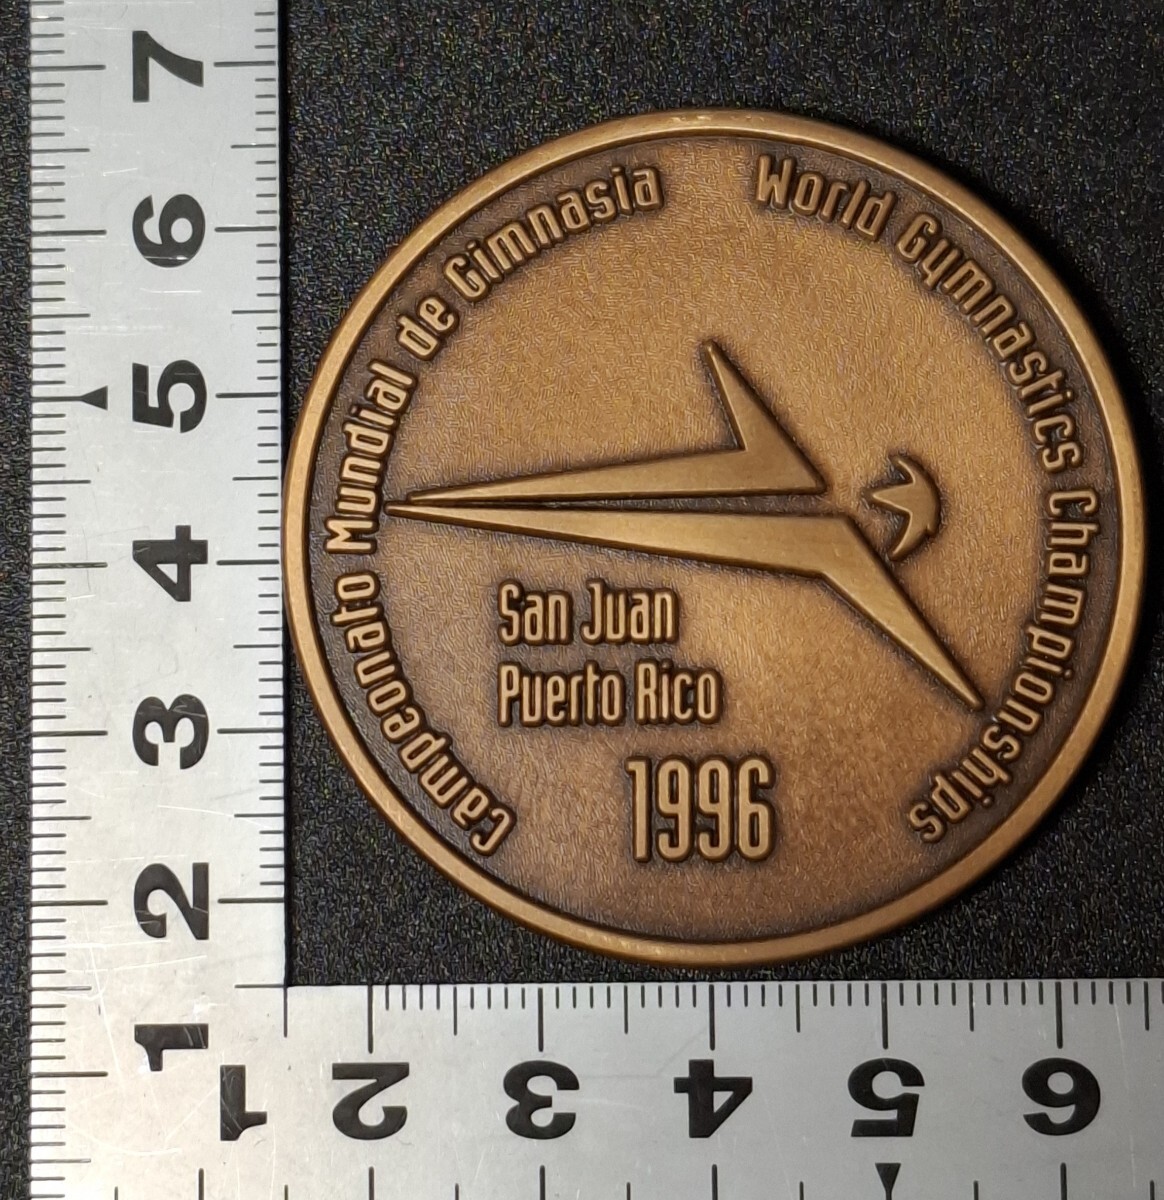 Campeonato Mundial de Gimnasia
World Gymnastics Championships
San Juan
Puerto Rico
1996
7
6
5
4
3
2
1
1 2 3 4 5 6